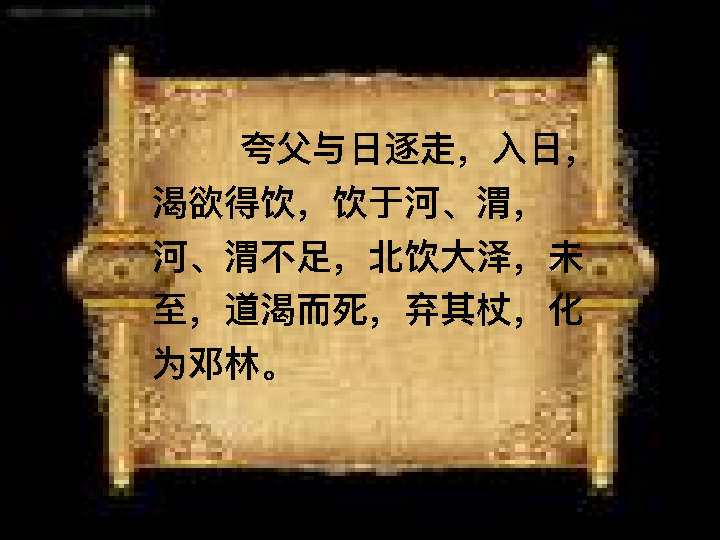 夸父与日逐走，入日，
渴欲得饮，饮于河、渭，
河、渭不足，北饮大泽，未
至，道渴而死，弃其杖，化
为邓林。